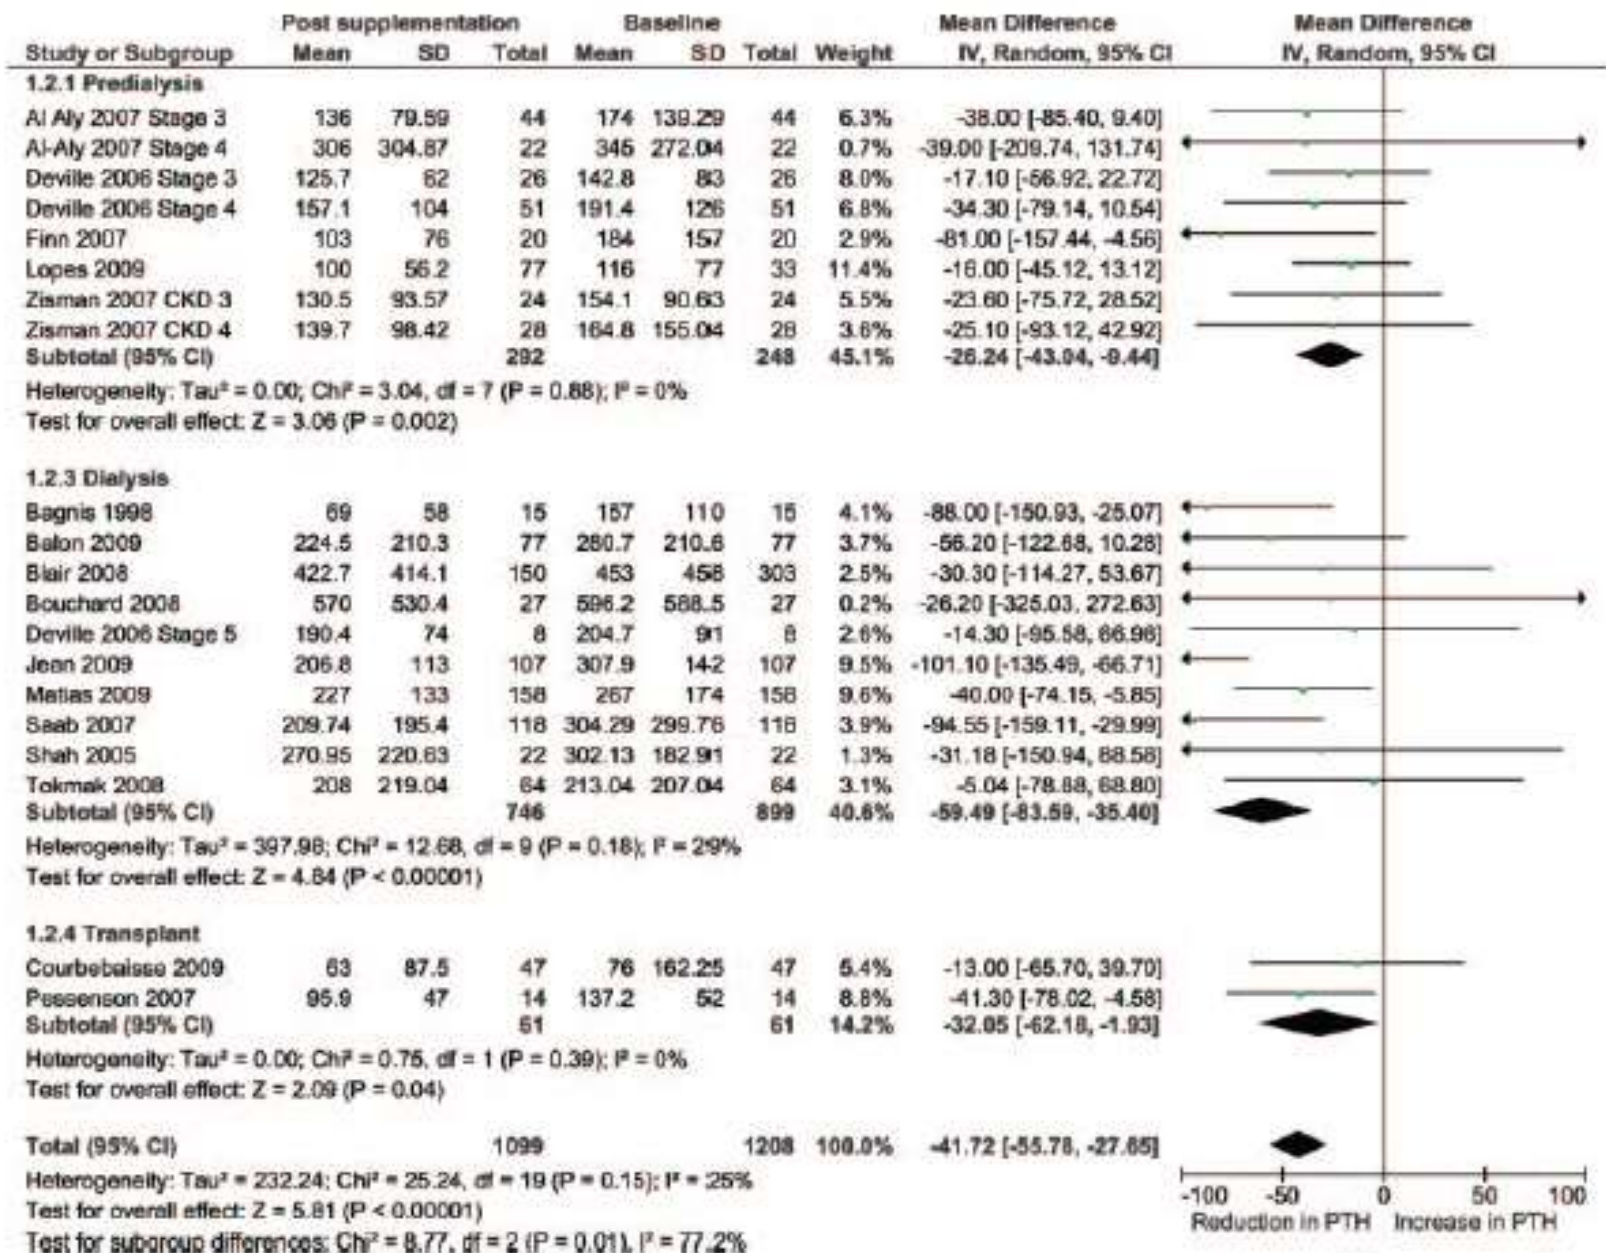 Post supplementation Baseline Mean Difference Mean Difference
Study or Subgroup Mean SD Total Mean SD Total Weight IV, Random, 95% CI IV, Random, 95% CI
1.2.1 Predialysis
Al Aly 2007 Stage 3 136 79.59 44 174 139.29 44 6.3% -38.00 [-85.40, 9.40]
Al-Aly 2007 Stage 4 306 304.87 22 345 272.04 22 0.7% -39.00 [-209.74, 131.74]
Deville 2006 Stage 3 125.7 62 26 142.8 83 26 8.0% -17.10 [-56.92, 22.72]
Deville 2006 Stage 4 157.1 104 51 191.4 126 51 6.8% -34.30 [-79.14, 10.54]
Finn 2007 103 76 20 184 157 20 2.9% -81.00 [-157.44, -4.56]
Lopes 2009 100 56.2 77 116 77 33 11.4% -16.00 [-45.12, 13.12]
Zisman 2007 CKD 3 130.5 93.57 24 154.1 90.63 24 5.5% -23.60 [-75.72, 28.52]
Zisman 2007 CKD 4 139.7 98.42 28 164.8 155.04 28 3.6% -25.10 [-93.12, 42.92]
Subtotal (95% CI) 292 248 45.1% -26.24 [-43.04, -9.44]
Heterogeneity: Tau² = 0.00; Chi² = 3.04, df = 7 (P = 0.88); I² = 0%
Test for overall effect: Z = 3.06 (P = 0.002)
1.2.3 Dialysis
Bagnis 1998 69 58 15 157 110 15 4.1% -88.00 [-150.93, -25.07]
Balon 2009 224.5 210.3 77 280.7 210.6 77 3.7% -56.20 [-122.68, 10.28]
Blair 2008 422.7 414.1 150 453 458 303 2.5% -30.30 [-114.27, 53.67]
Bouchard 2008 570 530.4 27 596.2 588.5 27 0.2% -26.20 [-325.03, 272.63]
Deville 2006 Stage 5 190.4 74 8 204.7 91 8 2.6% -14.30 [-95.58, 66.98]
Jean 2009 206.8 113 107 307.9 142 107 9.5% -101.10 [-135.49, -66.71]
Matias 2009 227 133 158 267 174 158 9.6% -40.00 [-74.15, -5.85]
Saab 2007 209.74 195.4 118 304.29 299.76 118 3.9% -94.55 [-159.11, -29.99]
Shah 2005 270.95 220.63 22 302.13 182.91 22 1.3% -31.18 [-150.94, 88.58]
Tokmak 2008 208 219.04 64 213.04 207.04 64 3.1% -5.04 [-78.88, 68.80]
Subtotal (95% CI) 746 899 40.6% -59.49 [-83.59, -35.40]
Heterogeneity: Tau² = 397.98; Chi² = 12.68, df = 9 (P = 0.18); I² = 29%
Test for overall effect: Z = 4.84 (P < 0.00001)
1.2.4 Transplant
Courbebaisse 2009 63 87.5 47 76 162.25 47 5.4% -13.00 [-65.70, 39.70]
Pessenson 2007 95.9 47 14 137.2 52 14 8.8% -41.30 [-78.02, -4.58]
Subtotal (95% CI) 61 61 14.2% -32.05 [-62.18, -1.93]
Heterogeneity: Tau² = 0.00; Chi² = 0.75, df = 1 (P = 0.39); I² = 0%
Test for overall effect: Z = 2.09 (P = 0.04)
Total (95% CI) 1099 1208 100.0% -41.72 [-55.78, -27.65]
Heterogeneity: Tau² = 232.24; Chi² = 25.24, df = 19 (P = 0.15); I² = 25%
Test for overall effect: Z = 5.81 (P < 0.00001)
Test for subgroup differences: Chi² = 8.77, df = 2 (P = 0.01), I² = 77.2%
-100 -50 0 50 100
Reduction in PTH Increase in PTH